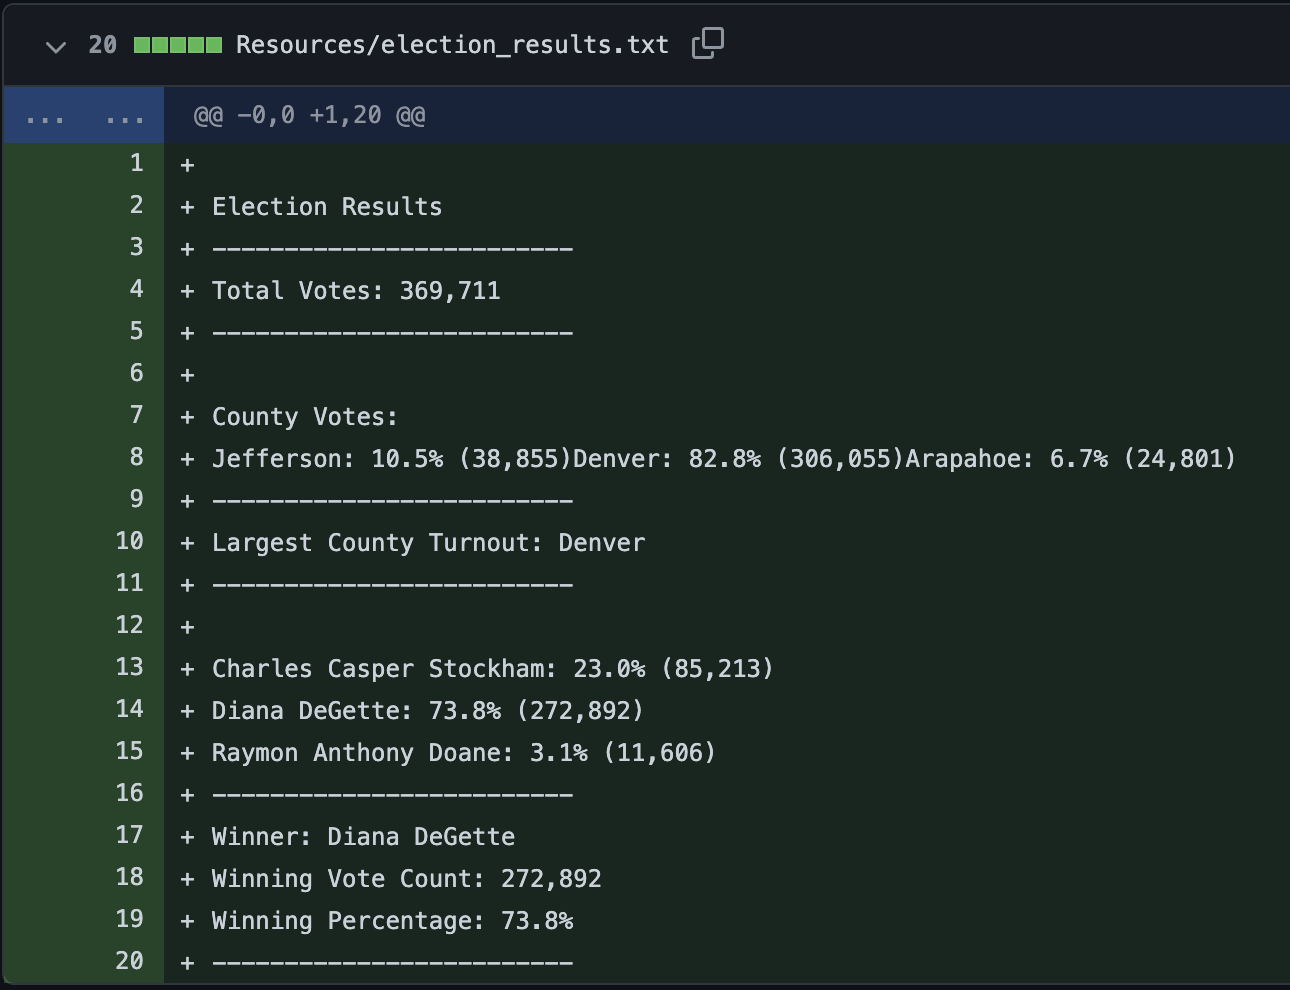 20 Resources/election_results.txt
... ... @@ -0,0 +1,20 @@
1 +
2 + Election Results
3 + -------------------------
4 + Total Votes: 369,711
5 + -------------------------
6 +
7 + County Votes:
8 + Jefferson: 10.5% (38,855)Denver: 82.8% (306,055)Arapahoe: 6.7% (24,801)
9 + -------------------------
10 + Largest County Turnout: Denver
11 + -------------------------
12 +
13 + Charles Casper Stockham: 23.0% (85,213)
14 + Diana DeGette: 73.8% (272,892)
15 + Raymon Anthony Doane: 3.1% (11,606)
16 + -------------------------
17 + Winner: Diana DeGette
18 + Winning Vote Count: 272,892
19 + Winning Percentage: 73.8%
20 + -------------------------